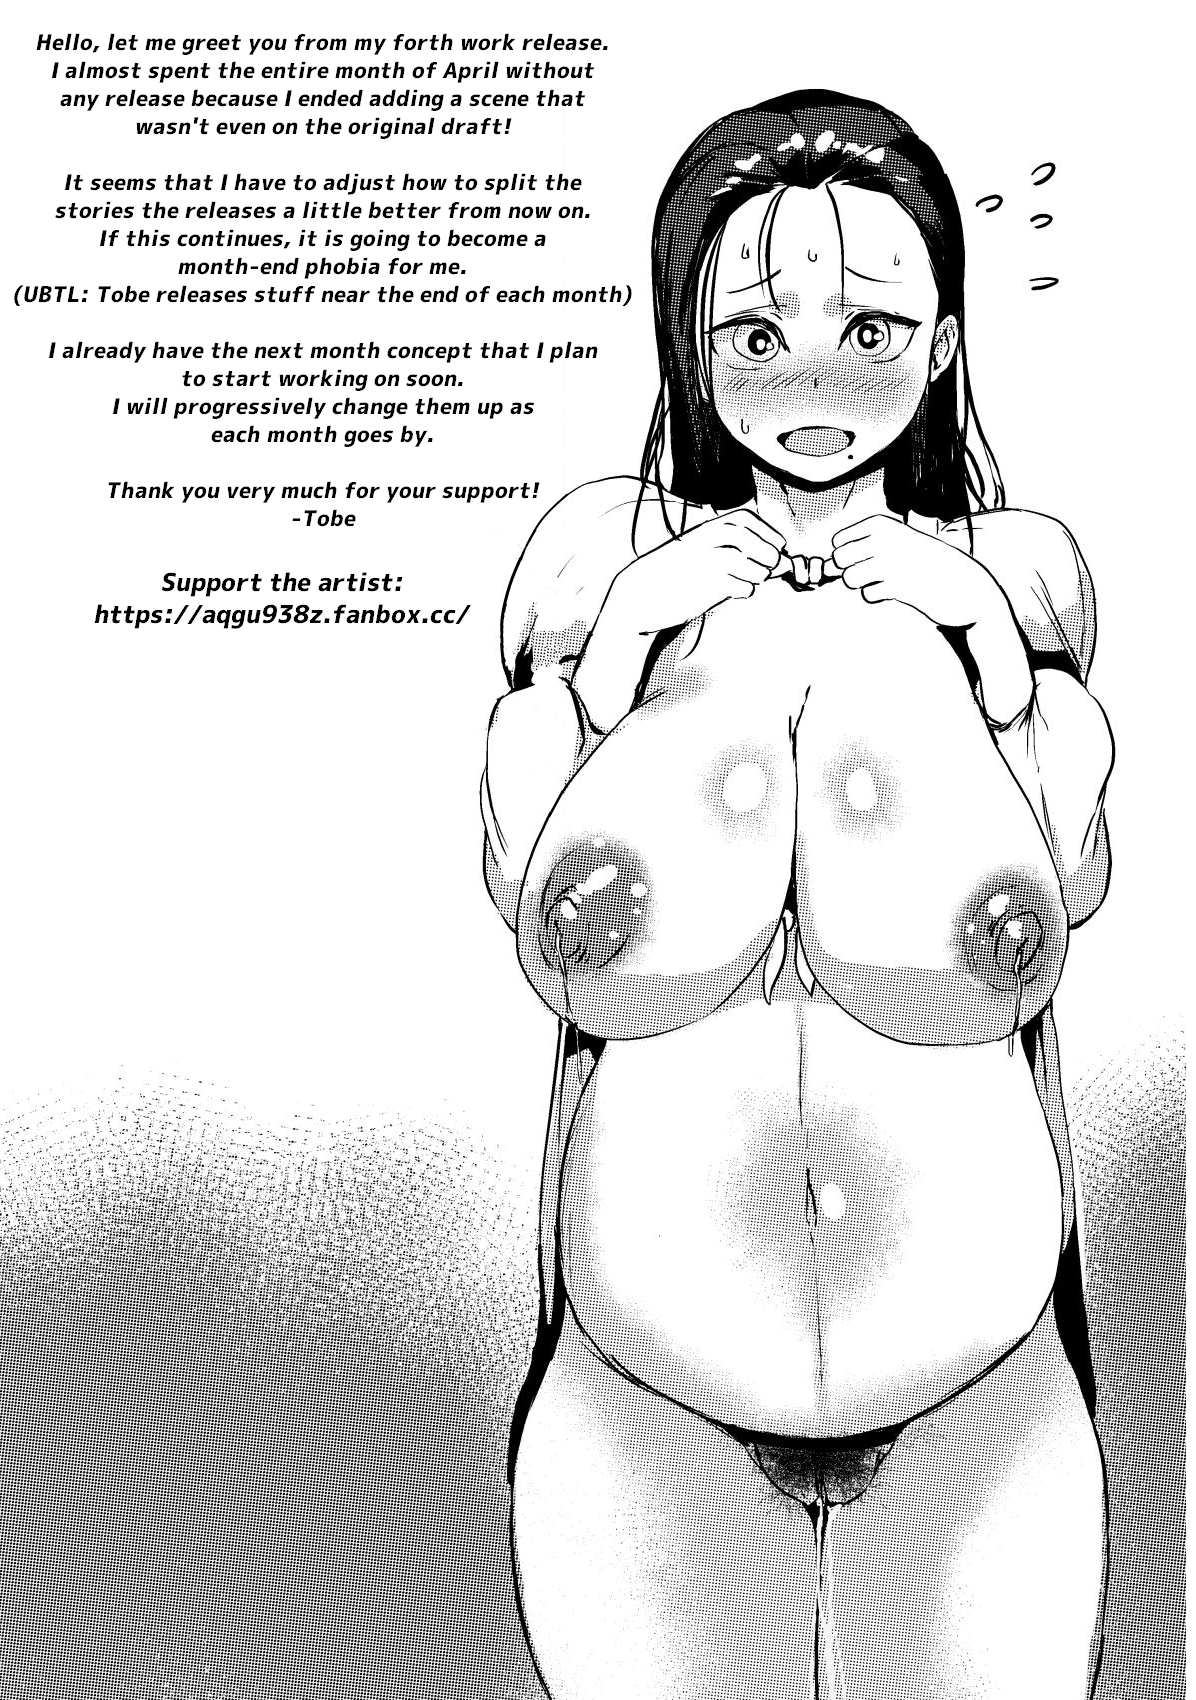 Hello, let me greet you from my forth work release.
I almost spent the entire month of April without
any release because I ended adding a scene that
wasn't even on the original draft!
It seems that I have to adjust how to split the
stories the releases a little better from now on.
If this continues, it is going to become a
month-end phobia for me.
(UBTL: Tobe releases stuff near the end of each month)
I already have the next month concept that I plan
to start working on soon.
I will progressively change them up as
each month goes by.
Thank you very much for your support!
-Tobe
Support the artist:
https://aqgu938z.fanbox.cc/